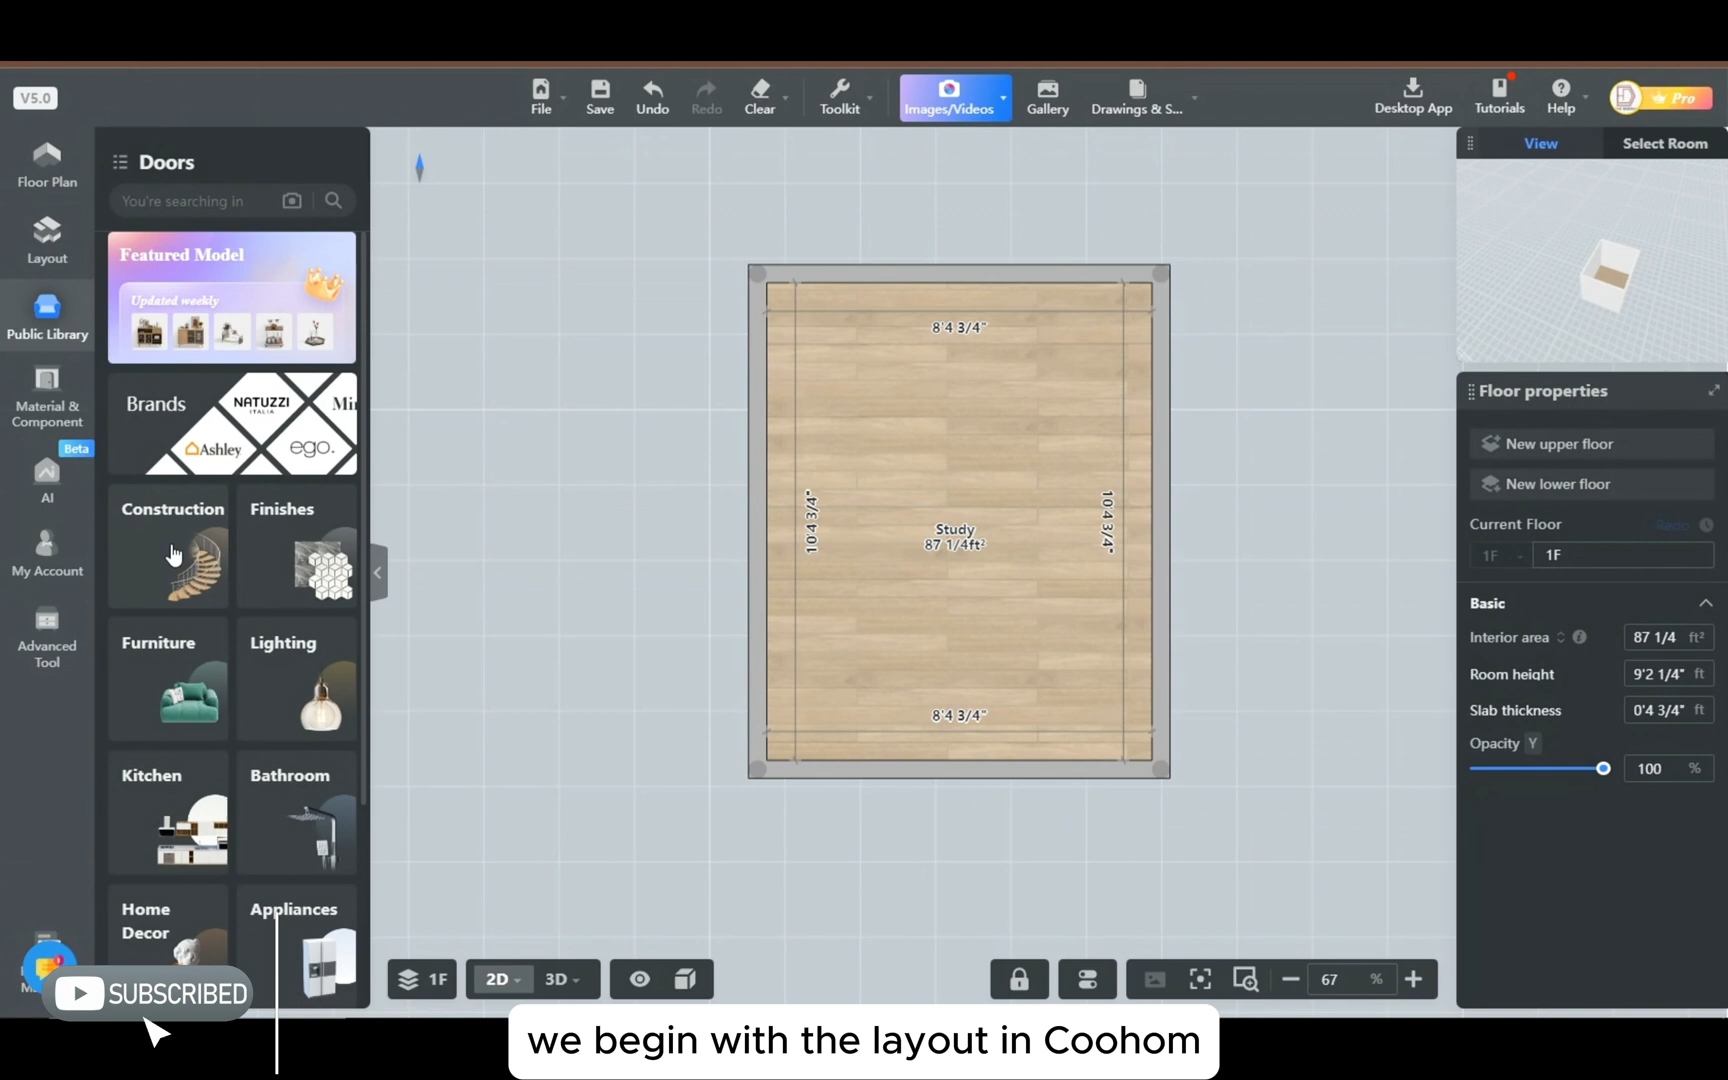 V5.0
File
Save
Undo
Redo
Clear
Toolkit
Images/Videos
Gallery
Drawings & S...
Desktop App
Tutorials
Help
Pro
Floor Plan
Layout
Public Library
Material &
Component
Beta
AI
My Account
Advanced
Tool
Doors
You're searching in
Featured Model
Updated weekly
Brands
NATUZZI
ITALIA
Ashley
ego.
Construction
Finishes
Furniture
Lighting
Kitchen
Bathroom
Home
Decor
Appliances
8'4 3/4"
10'4 3/4"
10'4 3/4"
Study
87 1/4ft²
8'4 3/4"
View
Select Room
Floor properties
New upper floor
New lower floor
Current Floor
Redo
1F
1F
Basic
Interior area
87 1/4 ft²
Room height
9'2 1/4" ft
Slab thickness
0'4 3/4" ft
Opacity Y
100 %
1F
2D
3D
67 %
SUBSCRIBED
we begin with the layout in Coohom